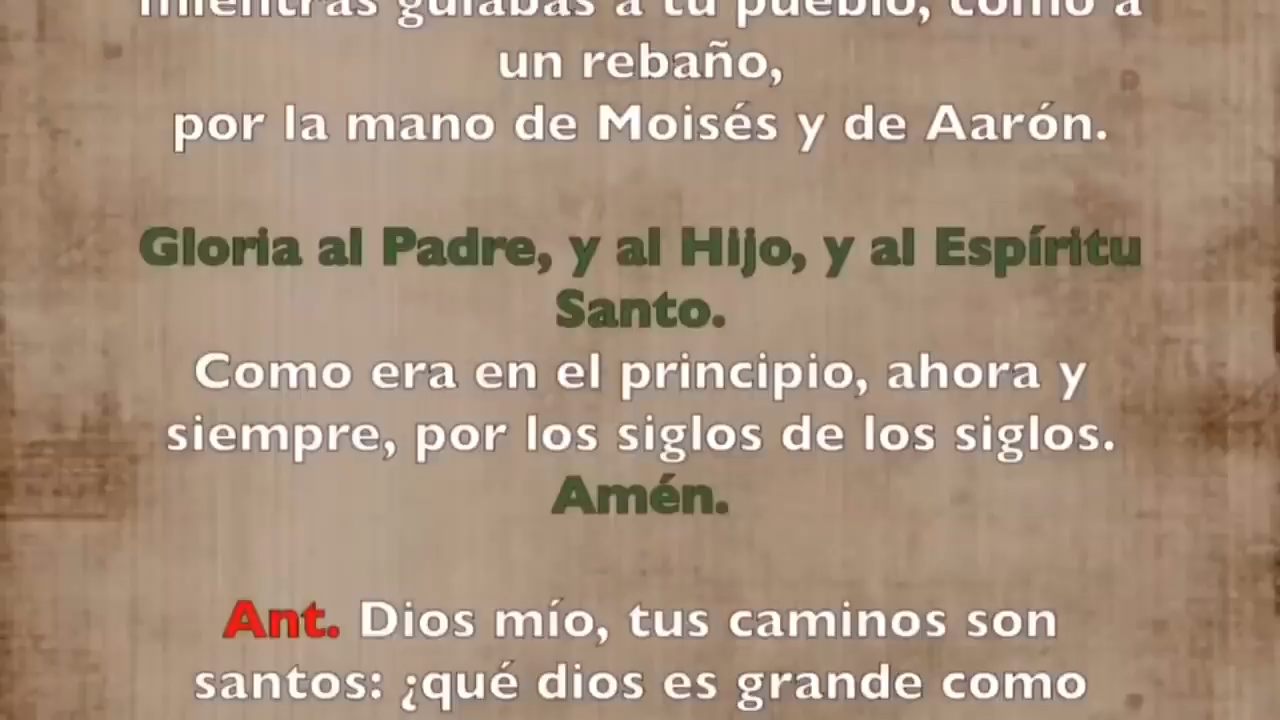 mientras guiabas a tu pueblo, como a
un rebaño,
por la mano de Moisés y de Aarón.
Gloria al Padre, y al Hijo, y al Espíritu
Santo.
Como era en el principio, ahora y
siempre, por los siglos de los siglos.
Amén.
Ant. Dios mío, tus caminos son
santos: ¿qué dios es grande como